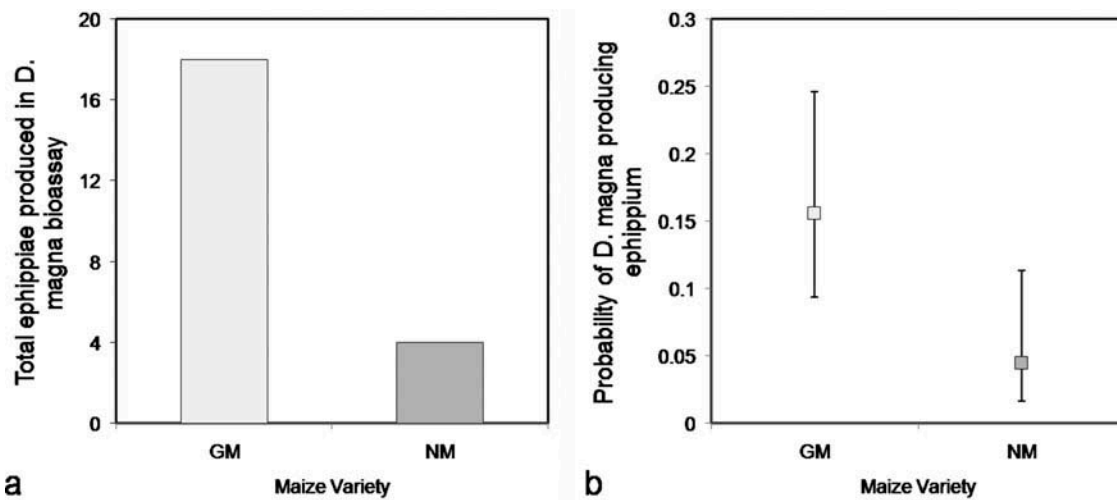 Total ephippiae produced in D.
magna bioassay
20
16
12
8
4
0
GM
NM
Maize Variety
a
Probability of D. magna producing
ephippium
0.3
0.25
0.2
0.15
0.1
0.05
0
GM
NM
Maize Variety
b